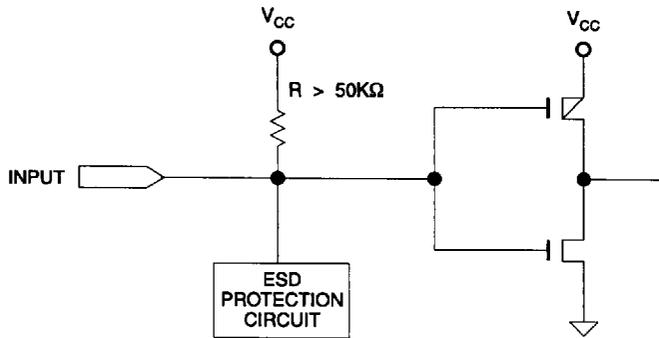 VCC
VCC
R > 50KΩ
INPUT
ESD
PROTECTION
CIRCUIT